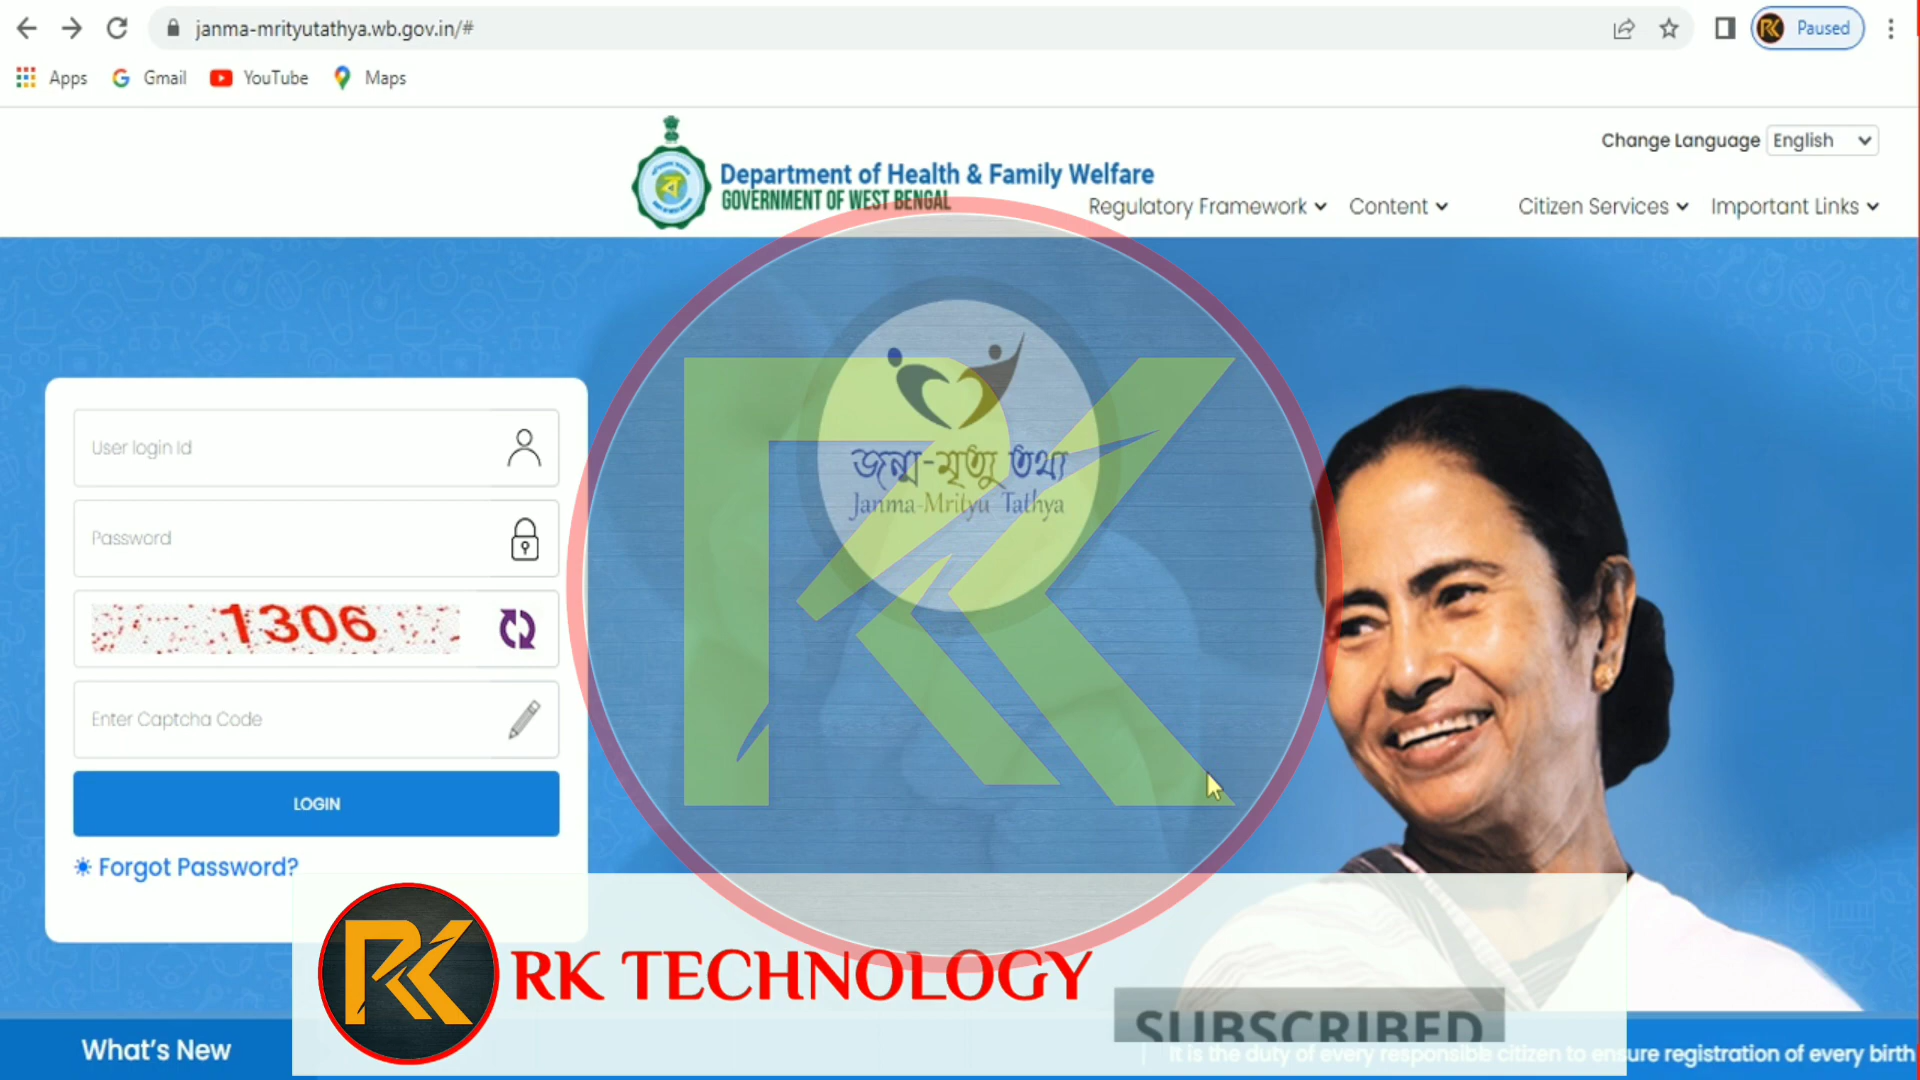 janma-mrityutathya.wb.gov.in/#
Paused
Apps
Gmail
YouTube
Maps
Change Language
English
Department of Health & Family Welfare
GOVERNMENT OF WEST BENGAL
Regulatory Framework
Content
Citizen Services
Important Links
User login Id
Password
1306
Enter Captcha Code
LOGIN
Forgot Password?
জন্ম-মৃত্যু তথ্য
Janma-Mrityu Tathya
RK
RK
RK TECHNOLOGY
SUBSCRIBED
What's New
It is the duty of every responsible citizen to ensure registration of every birth